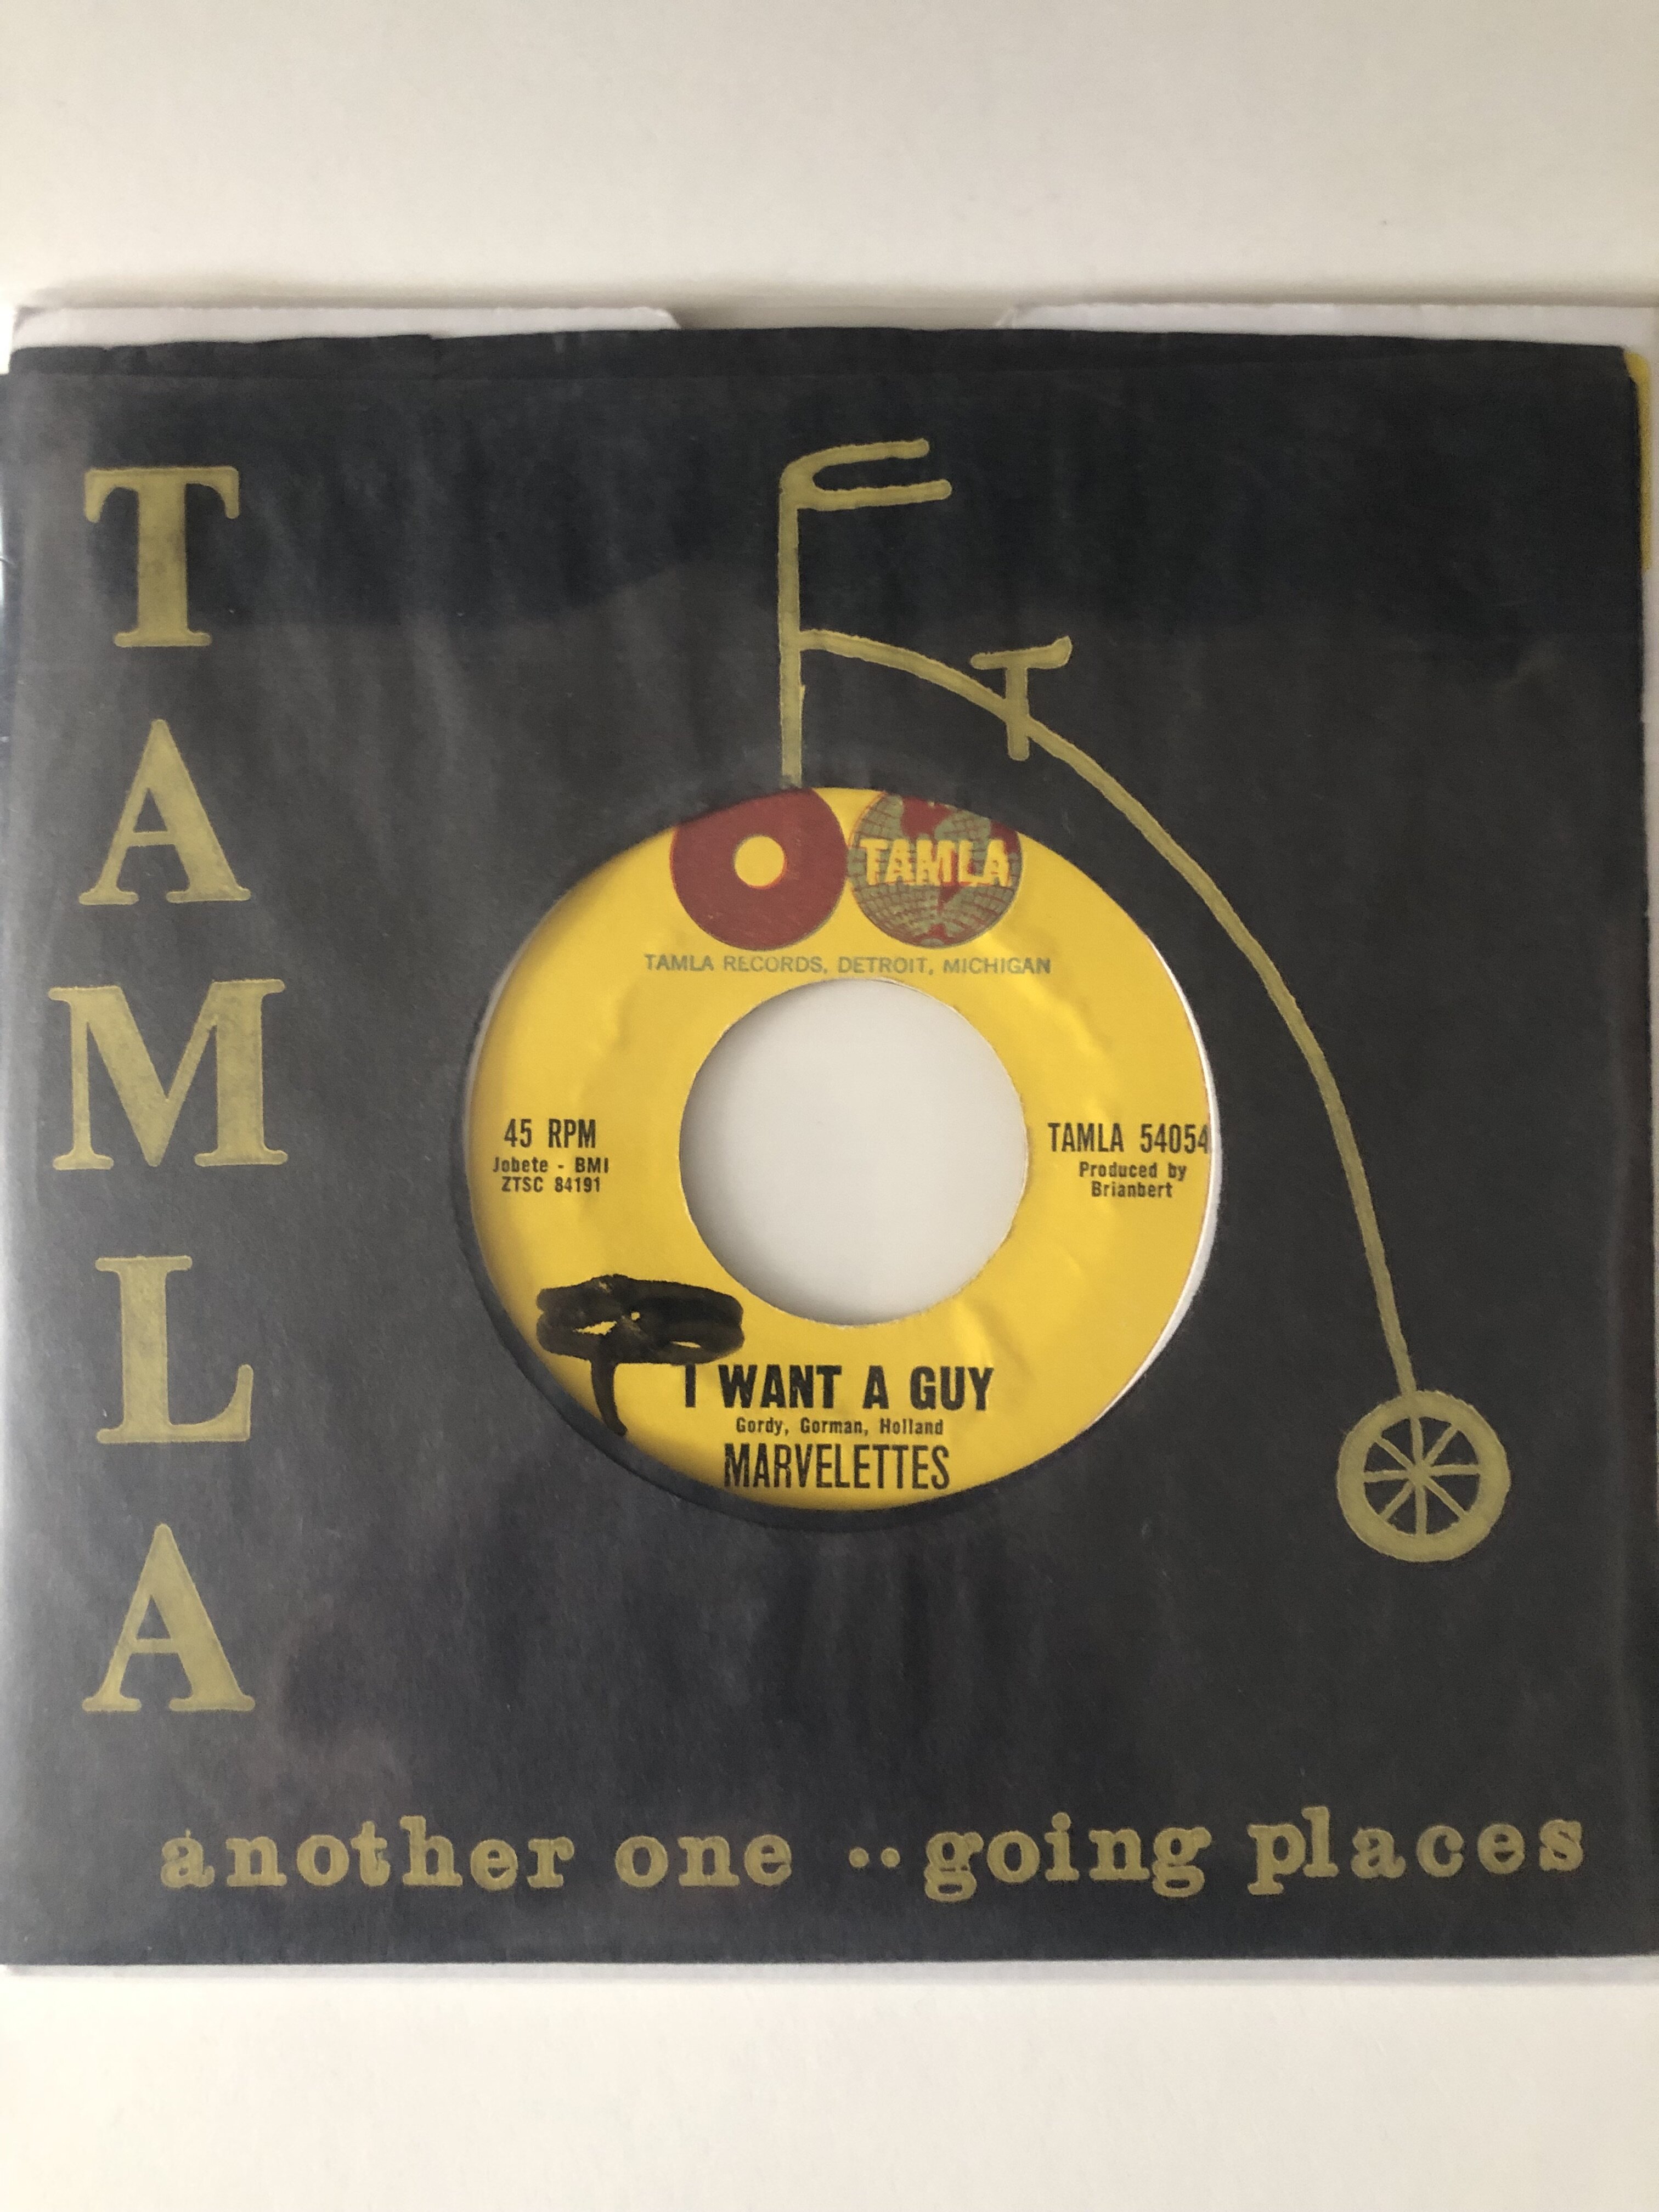 TAMLA
TAMLA
TAMLA RECORDS, DETROIT, MICHIGAN
45 RPM
Jobete - BMI
ZTSC 84191
TAMLA 54054
Produced by
Brianbert
I WANT A GUY
Gordy, Gorman, Holland
MARVELETTES
another one ..going places